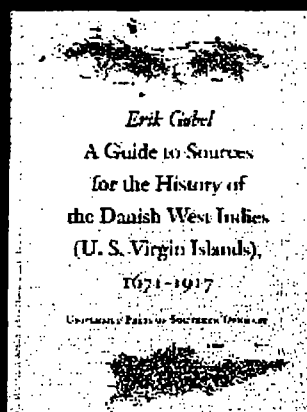 Erik Gøbel
A Guide to Sources
for the History of
the Danish West Indies
(U. S. Virgin Islands),
1671-1917
University Press of Southern Denmark